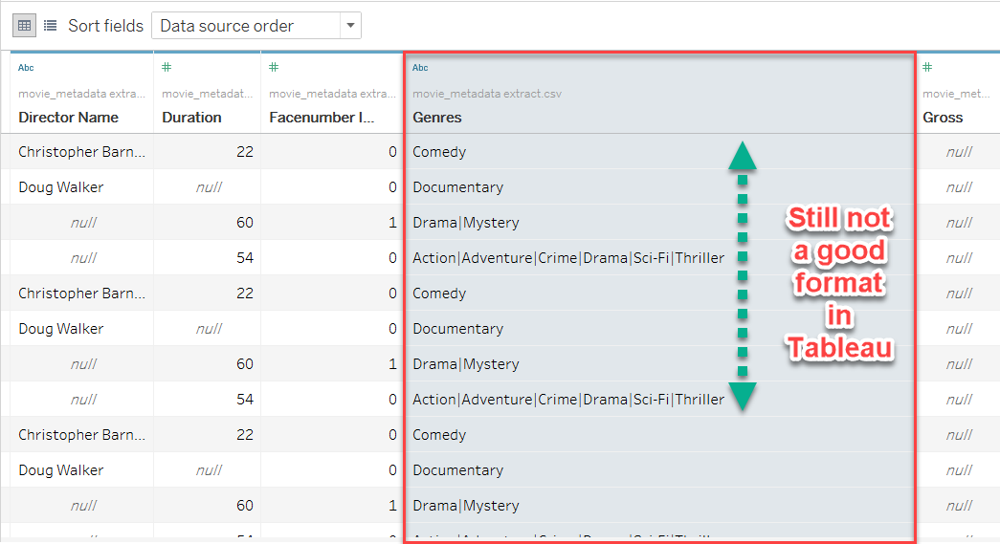 Sort fields Data source order
Abc # # Abc #
movie_metadata extra... movie_metadat... movie_metadata extra... movie_metadata extract.csv movie_met...
Director Name Duration Facenumber I... Genres Gross
Christopher Barn... 22 0 Comedy null
Doug Walker null 0 Documentary null
null 60 1 Drama|Mystery null
null 54 0 Action|Adventure|Crime|Drama|Sci-Fi|Thriller null
Christopher Barn... 22 0 Comedy null
Doug Walker null 0 Documentary null
null 60 1 Drama|Mystery null
null 54 0 Action|Adventure|Crime|Drama|Sci-Fi|Thriller null
Christopher Barn... 22 0 Comedy null
Doug Walker null 0 Documentary null
null 60 1 Drama|Mystery null
Still not
a good
format
in
Tableau